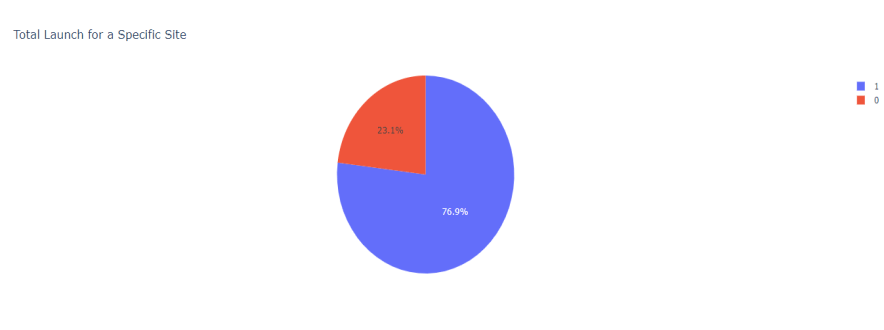 Total Launch for a Specific Site
1
0
23.1%
76.9%